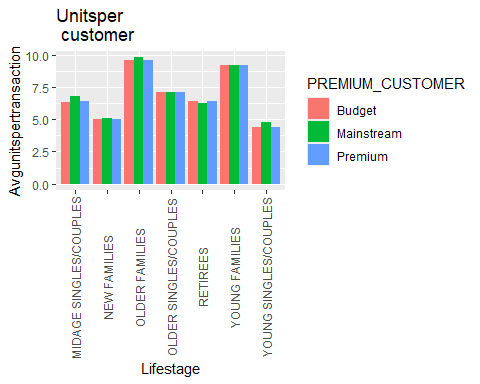 Unitsper
customer
Avgunitspertransaction
10.0
7.5
5.0
2.5
0.0
MIDAGE SINGLES/COUPLES
NEW FAMILIES
OLDER FAMILIES
OLDER SINGLES/COUPLES
RETIREES
YOUNG FAMILIES
YOUNG SINGLES/COUPLES
Lifestage
PREMIUM_CUSTOMER
Budget
Mainstream
Premium